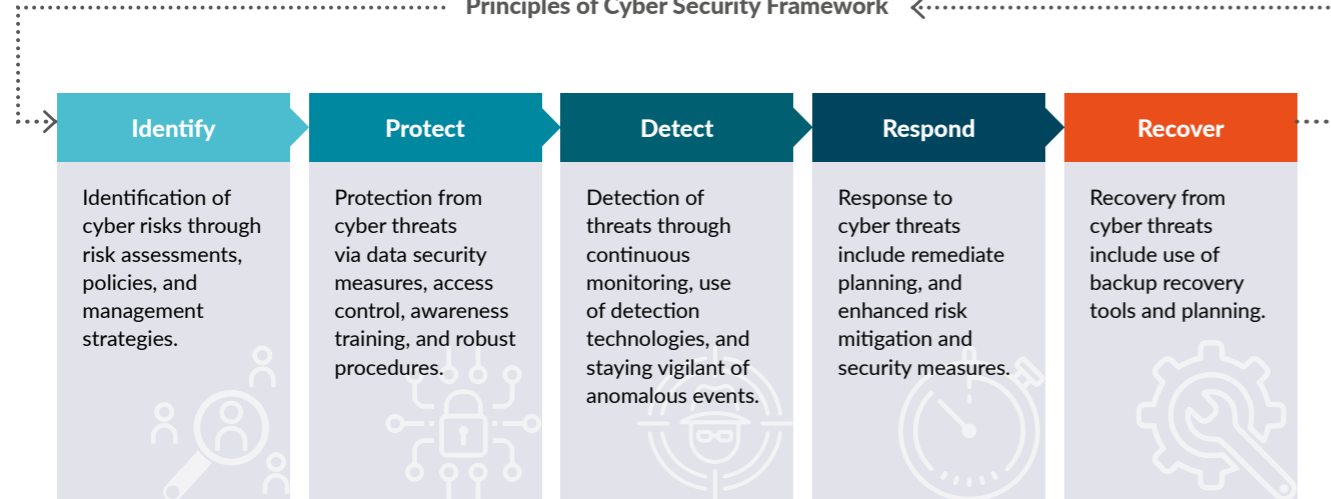 Principles of Cyber Security Framework
Identify
Protect
Detect
Respond
Recover
Identification of
cyber risks through
risk assessments,
policies, and
management
strategies.
Protection from
cyber threats
via data security
measures, access
control, awareness
training, and robust
procedures.
Detection of
threats through
continuous
monitoring, use
of detection
technologies, and
staying vigilant of
anomalous events.
Response to
cyber threats
include remediate
planning, and
enhanced risk
mitigation and
security measures.
Recovery from
cyber threats
include use of
backup recovery
tools and planning.